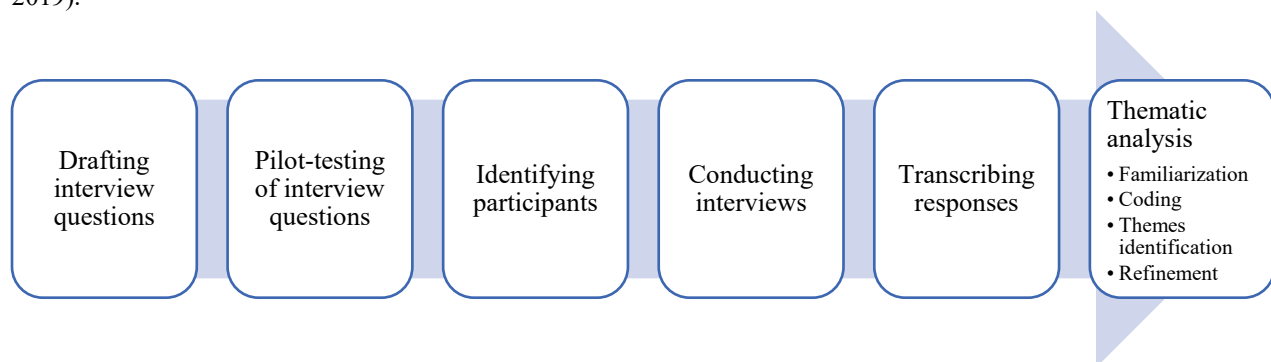 2019).
Drafting
interview
questions
Pilot-testing
of interview
questions
Identifying
participants
Conducting
interviews
Transcribing
responses
Thematic
analysis
• Familiarization
• Coding
• Themes
identification
• Refinement